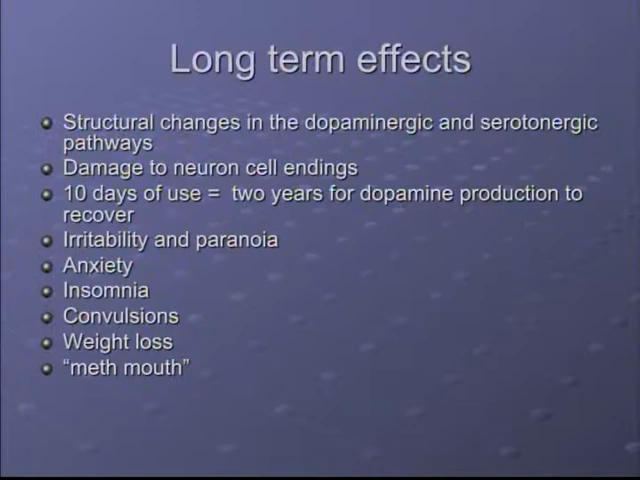 Long term effects
Structural changes in the dopaminergic and serotonergic
pathways
Damage to neuron cell endings
10 days of use = two years for dopamine production to
recover
Irritability and paranoia
Anxiety
Insomnia
Convulsions
Weight loss
“meth mouth”